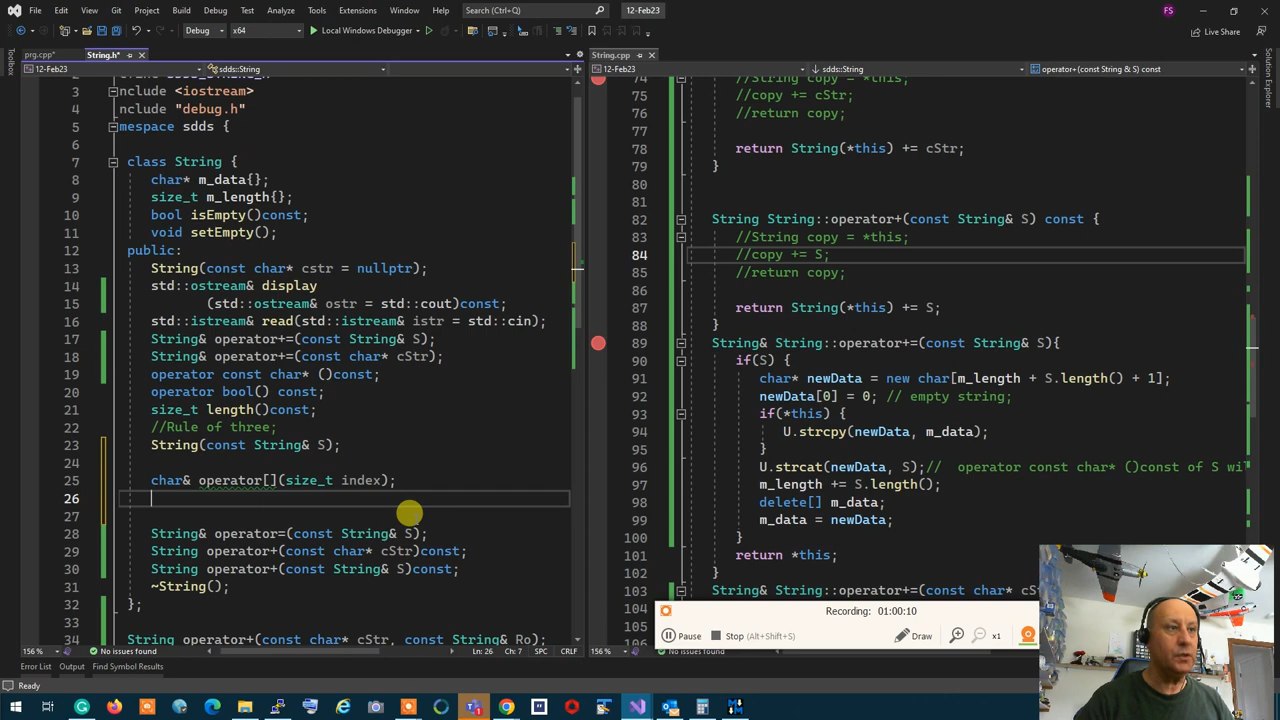 File Edit View Git Project Build Debug Test Analyze Tools Extensions Window Help Search (Ctrl+Q) 12-Feb23 FS
Debug x64 Local Windows Debugger Live Share
prg.cpp* String.h* String.cpp
12-Feb23 sdds::String 12-Feb23 sdds::String operator+(const String& S) const
Toolbox
Solution Explorer
3 nclude <iostream>
4 nclude "debug.h"
5 mespace sdds {
6
7 class String {
8 char* m_data{};
9 size_t m_length{};
10 bool isEmpty()const;
11 void setEmpty();
12 public:
13 String(const char* cstr = nullptr);
14 std::ostream& display
15 (std::ostream& ostr = std::cout)const;
16 std::istream& read(std::istream& istr = std::cin);
17 String& operator+=(const String& S);
18 String& operator+=(const char* cStr);
19 operator const char* ()const;
20 operator bool() const;
21 size_t length()const;
22 //Rule of three;
23 String(const String& S);
24
25 char& operator[](size_t index);
26
27
28 String& operator=(const String& S);
29 String operator+(const char* cStr)const;
30 String operator+(const String& S)const;
31 ~String();
32 };
33
34 String operator+(const char* cStr, const String& Ro);
74 //String copy = *this;
75 //copy += cStr;
76 //return copy;
77
78 return String(*this) += cStr;
79 }
80
81
82 String String::operator+(const String& S) const {
83 //String copy = *this;
84 //copy += S;
85 //return copy;
86
87 return String(*this) += S;
88 }
89 String& String::operator+=(const String& S){
90 if(S) {
91 char* newData = new char[m_length + S.length() + 1];
92 newData[0] = 0; // empty string;
93 if(*this) {
94 U.strcpy(newData, m_data);
95 }
96 U.strcat(newData, S);// operator const char* ()const of S wil
97 m_length += S.length();
98 delete[] m_data;
99 m_data = newData;
100 }
101 return *this;
102 }
103 String& String::operator+=(const char* cSt
104
105
106
Recording: 01:00:10
Pause Stop (Alt+Shift+S) Draw x1
156 % No issues found Ln: 26 Ch: 7 SPC CRLF 156 % No issues found
Error List Output Find Symbol Results
Ready